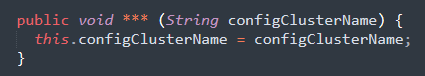 public void *** (String configClusterName) {
this.configClusterName = configClusterName;
}